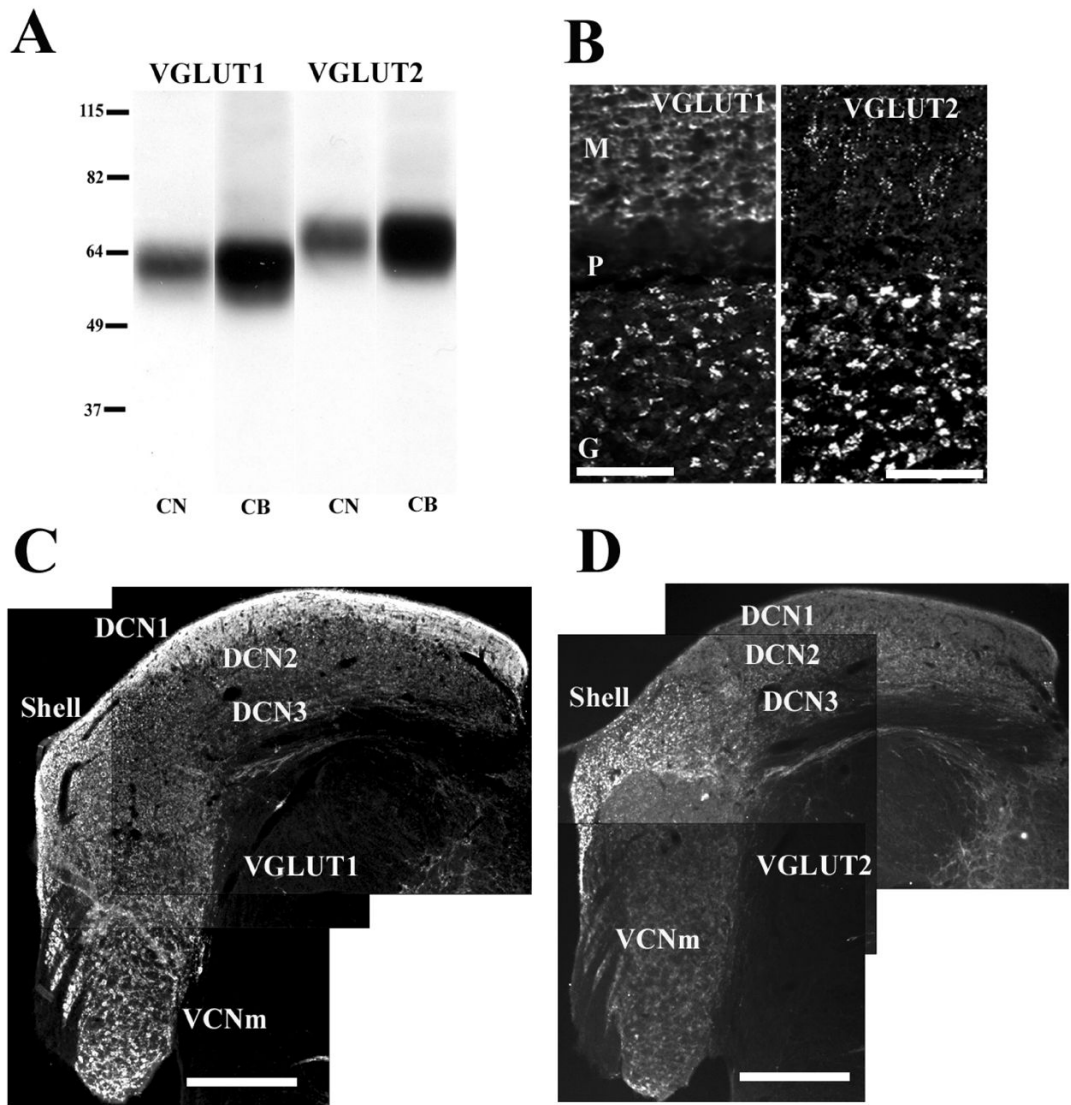 A
VGLUT1 VGLUT2
115
82
64
49
37
CN CB CN CB
B
VGLUT1 VGLUT2
M
P
G
C
DCN1
DCN2
Shell
DCN3
VGLUT1
VCNm
D
DCN1
DCN2
Shell
DCN3
VGLUT2
VCNm